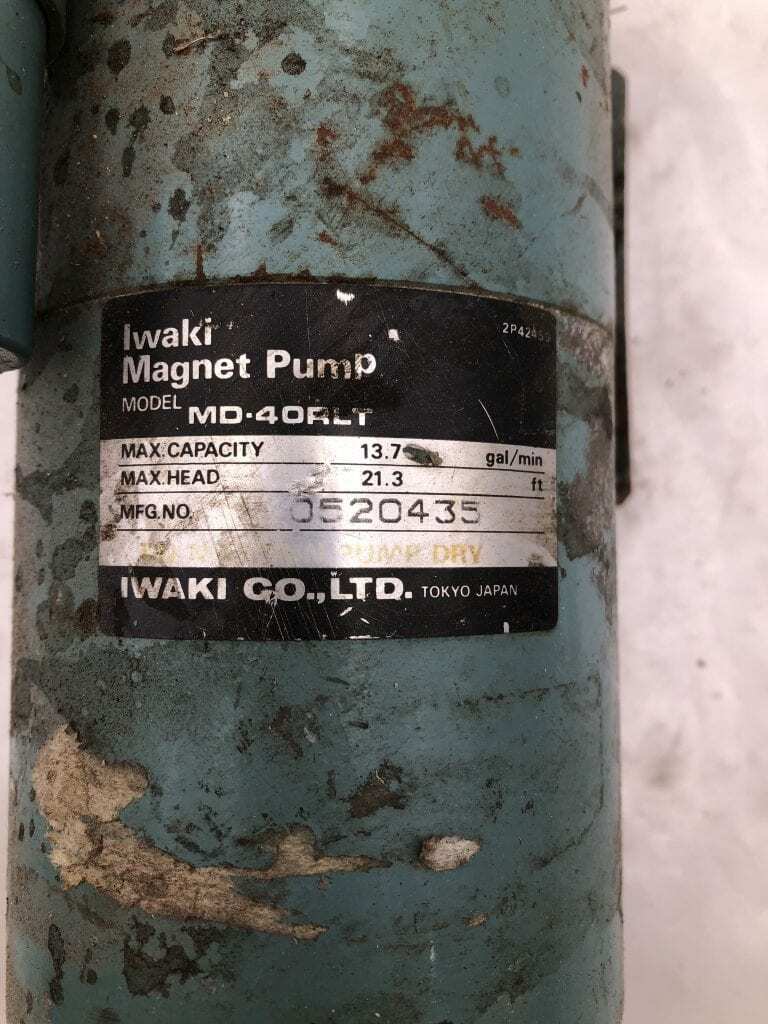 Iwaki
Magnet Pump
MODEL MD-40RLT
MAX.CAPACITY 13.7 gal/min
MAX.HEAD 21.3 ft
MFG.NO. 0520435
PUMP DRY
IWAKI CO.,LTD. TOKYO JAPAN